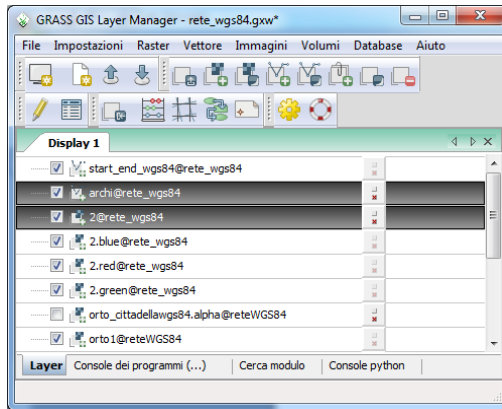 GRASS GIS Layer Manager - rete_wgs84.gxw*
File Impostazioni Raster Vettore Immagini Volumi Database Aiuto
Display 1
start_end_wgs84@rete_wgs84
archi@rete_wgs84
2@rete_wgs84
2.blue@rete_wgs84
2.red@rete_wgs84
2.green@rete_wgs84
orto_cittadellawgs84.alpha@reteWGS84
orto1@reteWGS84
Layer Console dei programmi (...) Cerca modulo Console python